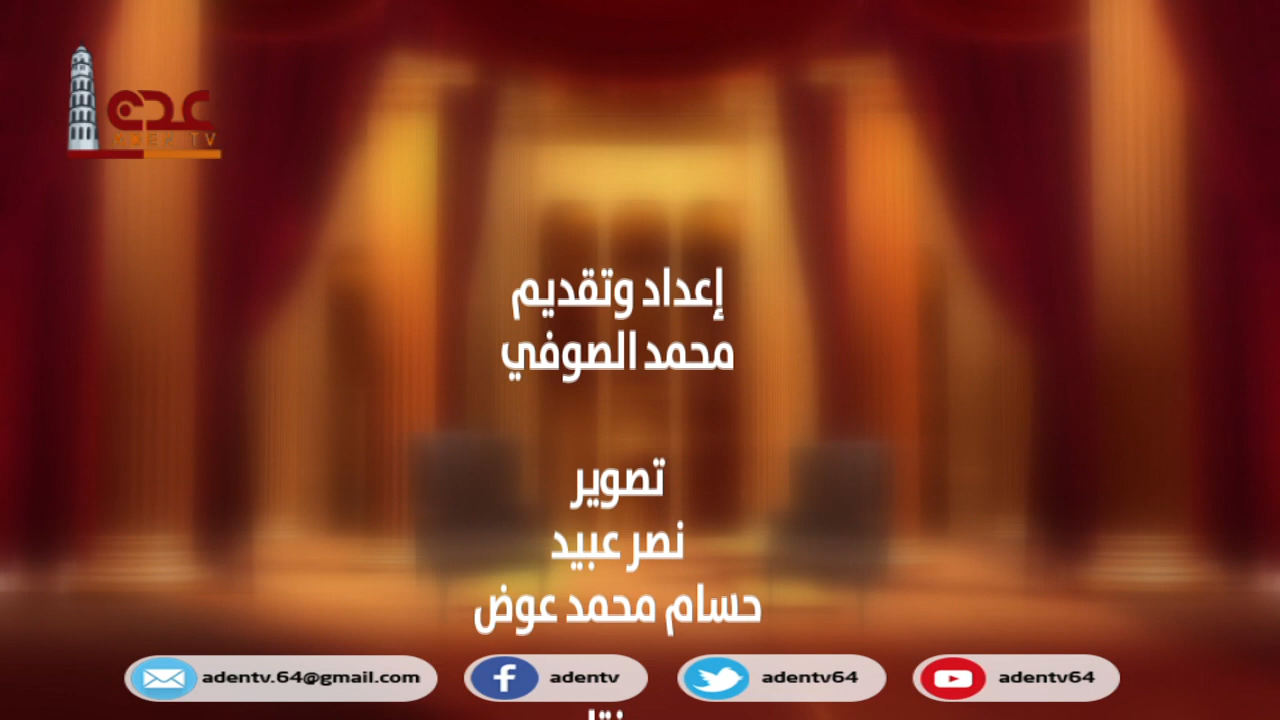 عدن
ADEN TV
إعداد وتقديم
محمد الصوفي
تصوير
نصر عبيد
حسام محمد عوض
adentv.64@gmail.com
adentv
adentv64
adentv64